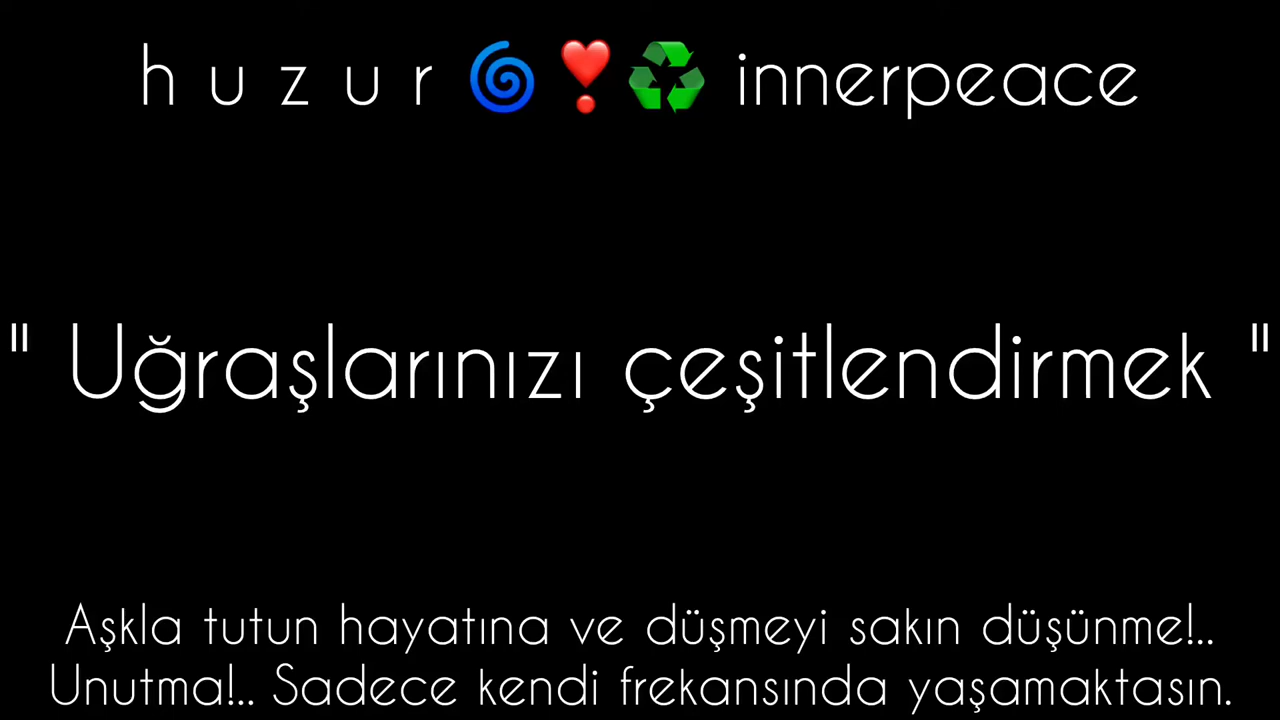 h u z u r 🌀❣️♻️ innerpeace
" Uğraşlarınızı çeşitlendirmek "
Aşkla tutun hayatına ve düşmeyi sakın düşünme!..
Unutma!.. Sadece kendi frekansında yaşamaktasın.